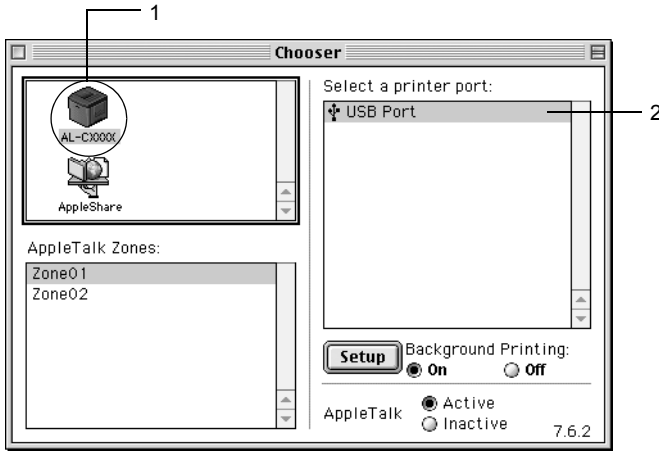 1
Chooser
AL-CXXXX
AppleShare
AppleTalk Zones:
Zone01
Zone02
Select a printer port:
USB Port
2
Setup
Background Printing:
On Off
AppleTalk
Active
Inactive
7.6.2